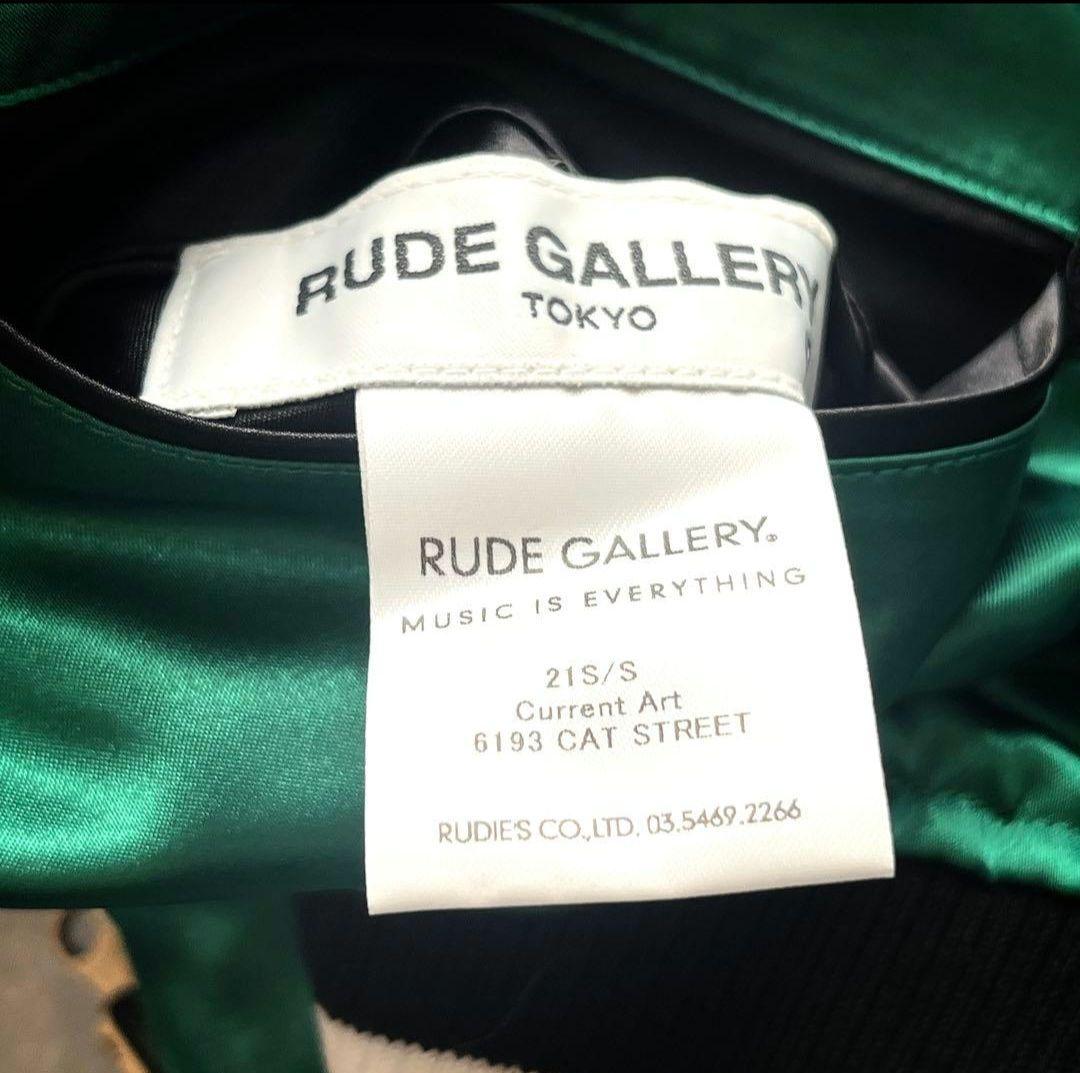 RUDE GALLERY
TOKYO
RUDE GALLERY®
MUSIC IS EVERYTHING
21S/S
Current Art
6193 CAT STREET
RUDIE'S CO.,LTD. 03.5469.2266